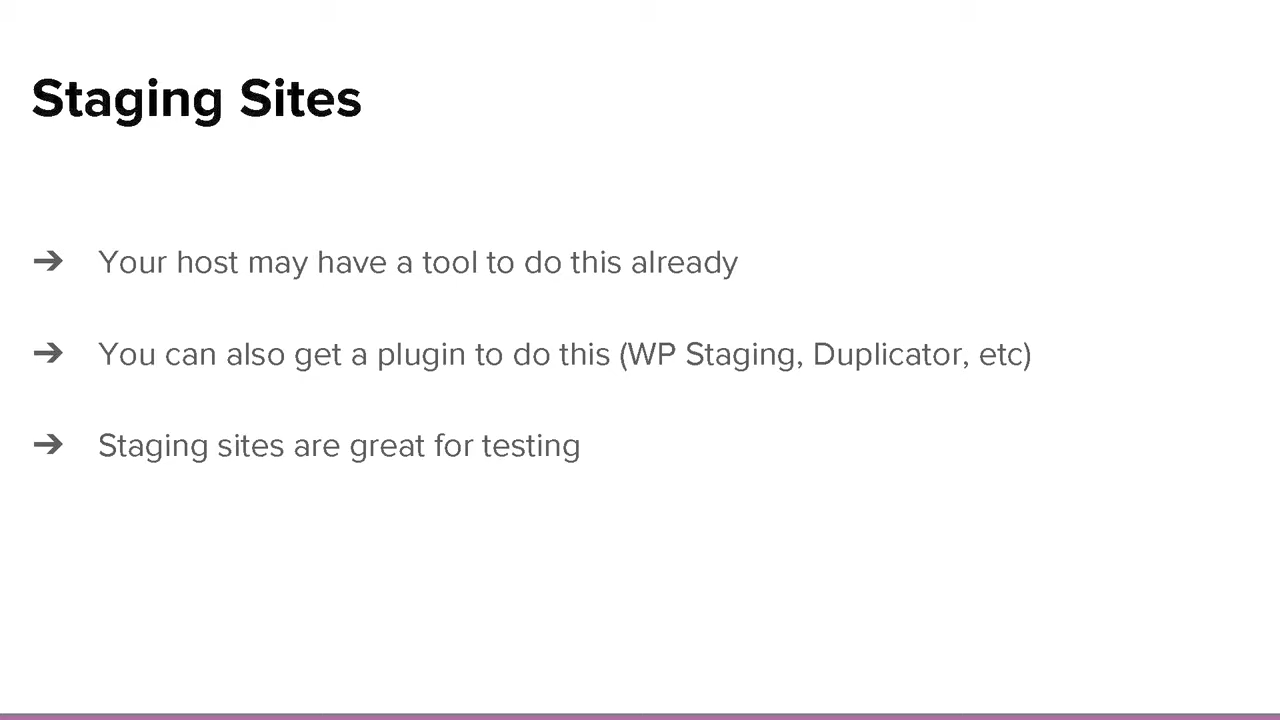 Staging Sites
➔ Your host may have a tool to do this already
➔ You can also get a plugin to do this (WP Staging, Duplicator, etc)
➔ Staging sites are great for testing